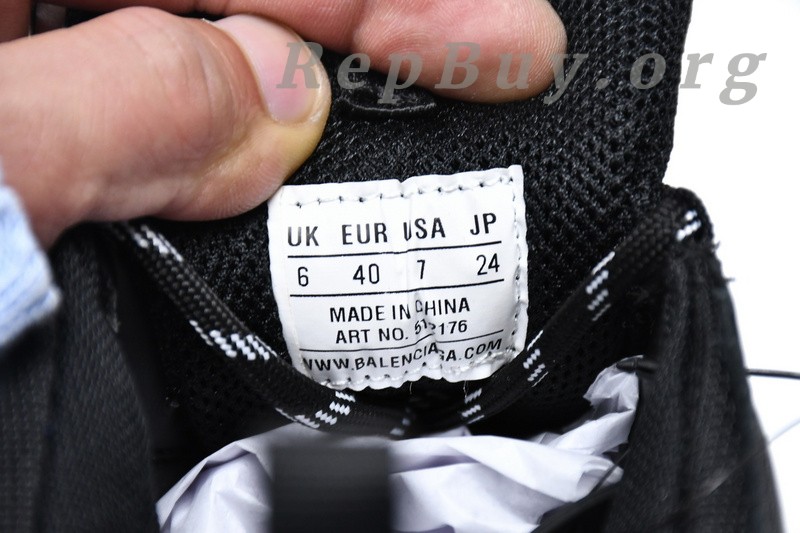 RepBuy.org
UK EUR USA JP
6 40 7 24
MADE IN CHINA
ART NO.
WWW.BALENCIAGA.COM